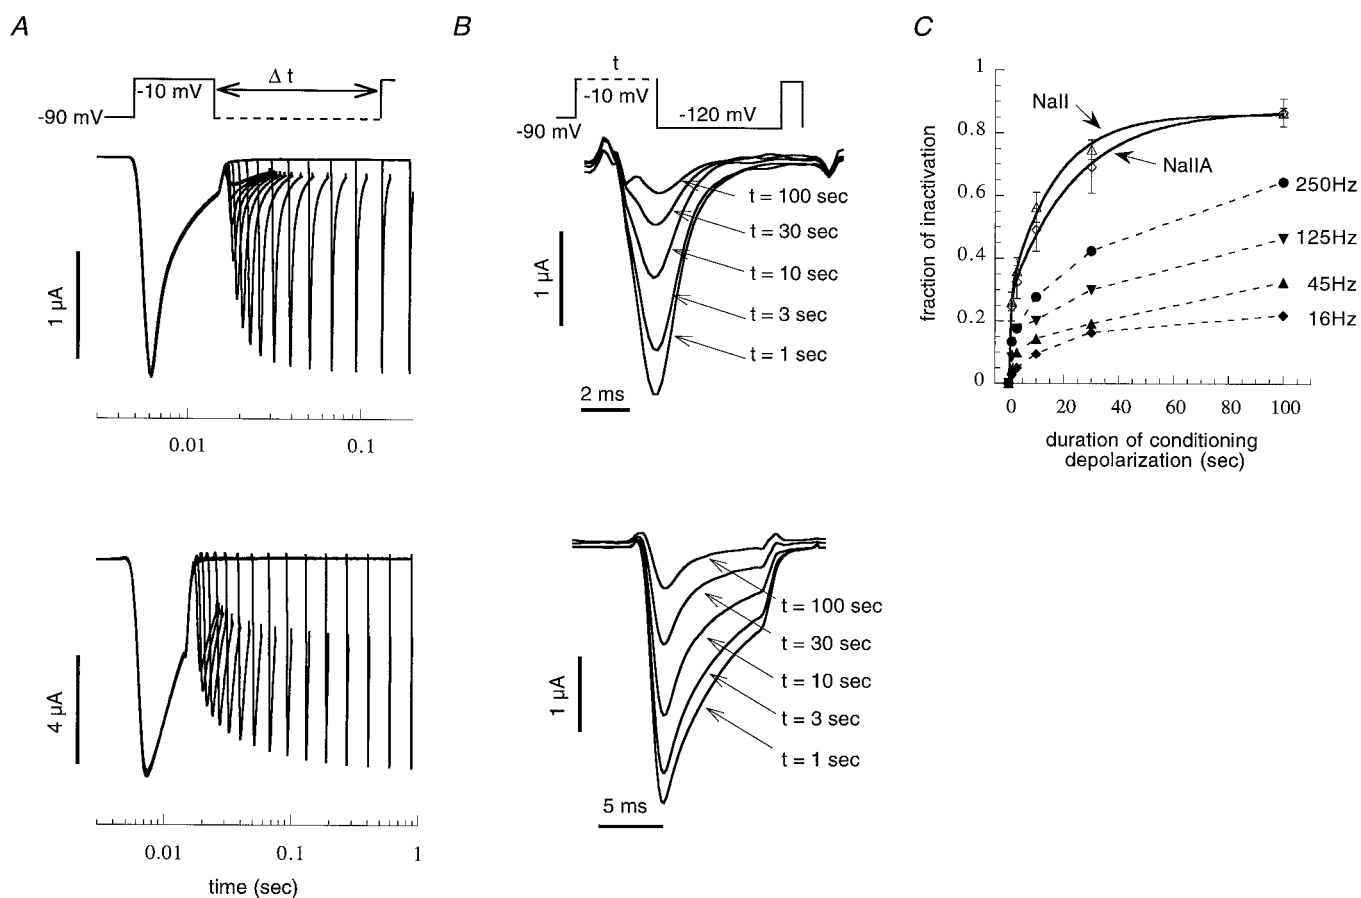 A
-10 mV
Δ t
-90 mV
1 µA
0.01
0.1
4 µA
0.01
0.1
1
time (sec)
B
t
-10 mV
-120 mV
-90 mV
t = 100 sec
t = 30 sec
t = 10 sec
t = 3 sec
t = 1 sec
1 µA
2 ms
t = 100 sec
t = 30 sec
t = 10 sec
t = 3 sec
t = 1 sec
1 µA
5 ms
C
1
0.8
0.6
0.4
0.2
0
fraction of inactivation
NaII
NaIIA
250Hz
125Hz
45Hz
16Hz
0 20 40 60 80 100
duration of conditioning
depolarization (sec)